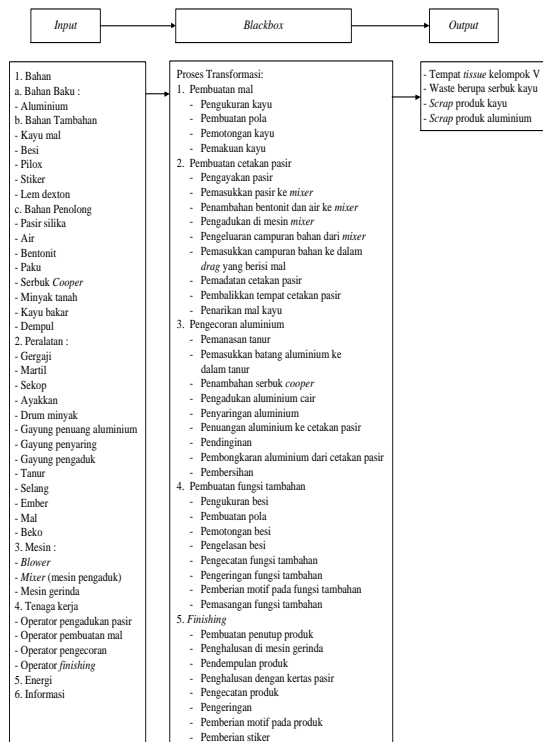 Input
Blackbox
Output
1. Bahan
a. Bahan Baku :
- Aluminium
b. Bahan Tambahan
- Kayu mal
- Besi
- Pilox
- Stiker
- Lem dexton
c. Bahan Penolong
- Pasir silika
- Air
- Bentonit
- Paku
- Serbuk Cooper
- Minyak tanah
- Kayu bakar
- Dempul
2. Peralatan :
- Gergaji
- Martil
- Sekop
- Ayakkan
- Drum minyak
- Gayung penuang aluminium
- Gayung penyaring
- Gayung pengaduk
- Tanur
- Selang
- Ember
- Mal
- Beko
3. Mesin :
- Blower
- Mixer (mesin pengaduk)
- Mesin gerinda
4. Tenaga kerja
- Operator pengadukan pasir
- Operator pembuatan mal
- Operator pengecoran
- Operator finishing
5. Energi
6. Informasi
Proses Transformasi:
1. Pembuatan mal
- Pengukuran kayu
- Pembuatan pola
- Pemotongan kayu
- Pemakuan kayu
2. Pembuatan cetakan pasir
- Pengayakan pasir
- Pemasukkan pasir ke mixer
- Penambahan bentonit dan air ke mixer
- Pengadukan di mesin mixer
- Pengeluaran campuran bahan dari mixer
- Pemasukkan campuran bahan ke dalam
drag yang berisi mal
- Pemadatan cetakan pasir
- Pembalikkan tempat cetakan pasir
- Penarikan mal kayu
3. Pengecoran aluminium
- Pemanasan tanur
- Pemasukkan batang aluminium ke
dalam tanur
- Penambahan serbuk cooper
- Pengadukan aluminium cair
- Penyaringan aluminium
- Penuangan aluminium ke cetakan pasir
- Pendinginan
- Pembongkaran aluminium dari cetakan pasir
- Pembersihan
4. Pembuatan fungsi tambahan
- Pengukuran besi
- Pembuatan pola
- Pemotongan besi
- Pengelasan besi
- Pengecatan fungsi tambahan
- Pengeringan fungsi tambahan
- Pemberian motif pada fungsi tambahan
- Pemasangan fungsi tambahan
5. Finishing
- Pembuatan penutup produk
- Penghalusan di mesin gerinda
- Pendempulan produk
- Penghalusan dengan kertas pasir
- Pengecatan produk
- Pengeringan
- Pemberian motif pada produk
- Pemberian stiker
- Tempat tissue kelompok V
- Waste berupa serbuk kayu
- Scrap produk kayu
- Scrap produk aluminium